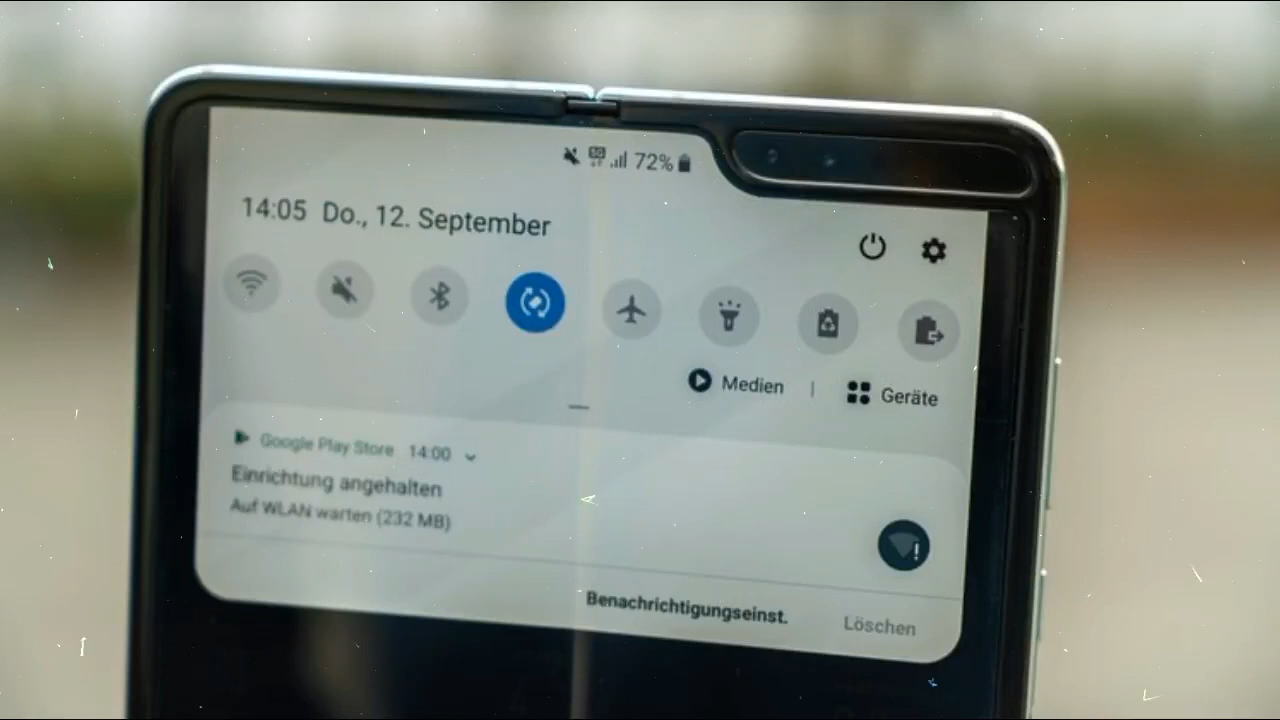 72%
14:05 Do., 12. September
Medien | Geräte
Google Play Store 14:00
Einrichtung angehalten
Auf WLAN warten (232 MB)
Benachrichtigungseinst. Löschen